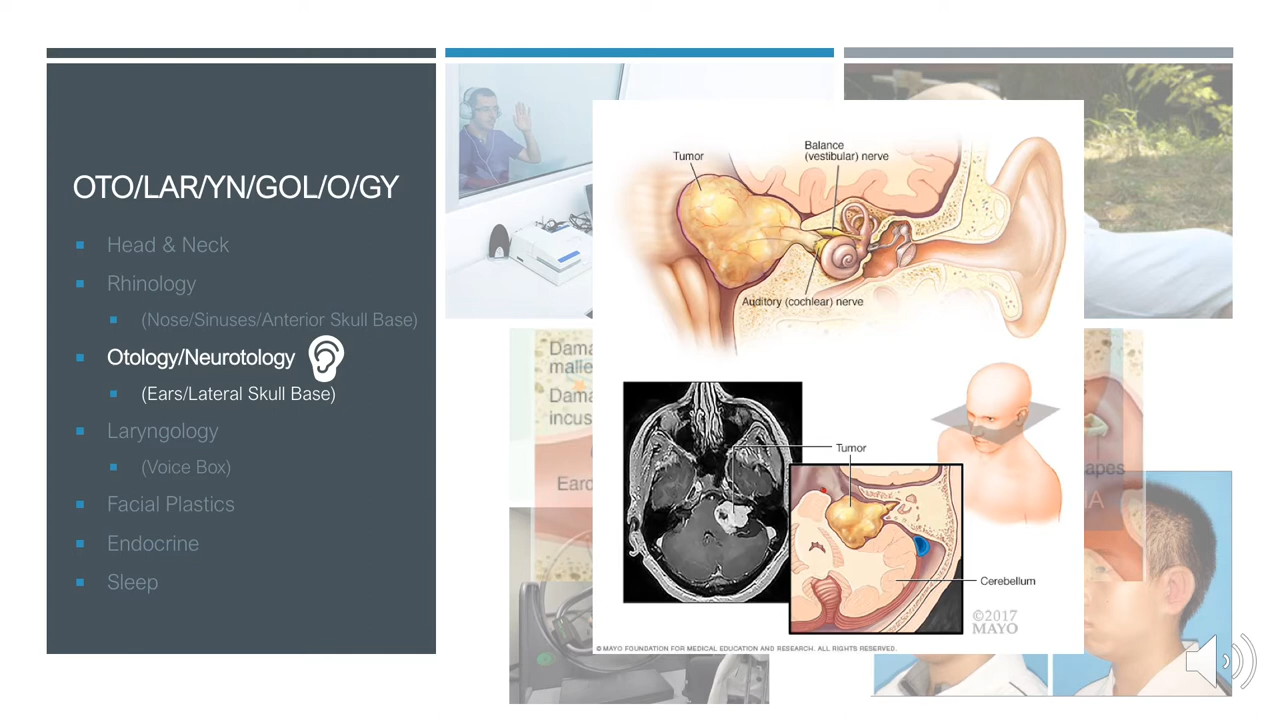 OTO/LAR/YN/GOL/O/GY
Head & Neck
Rhinology
(Nose/Sinuses/Anterior Skull Base)
Otology/Neurotology
(Ears/Lateral Skull Base)
Laryngology
(Voice Box)
Facial Plastics
Endocrine
Sleep
Tumor
Balance
(vestibular) nerve
Auditory (cochlear) nerve
Tumor
Cerebellum
©2017
MAYO
© MAYO FOUNDATION FOR MEDICAL EDUCATION AND RESEARCH. ALL RIGHTS RESERVED.